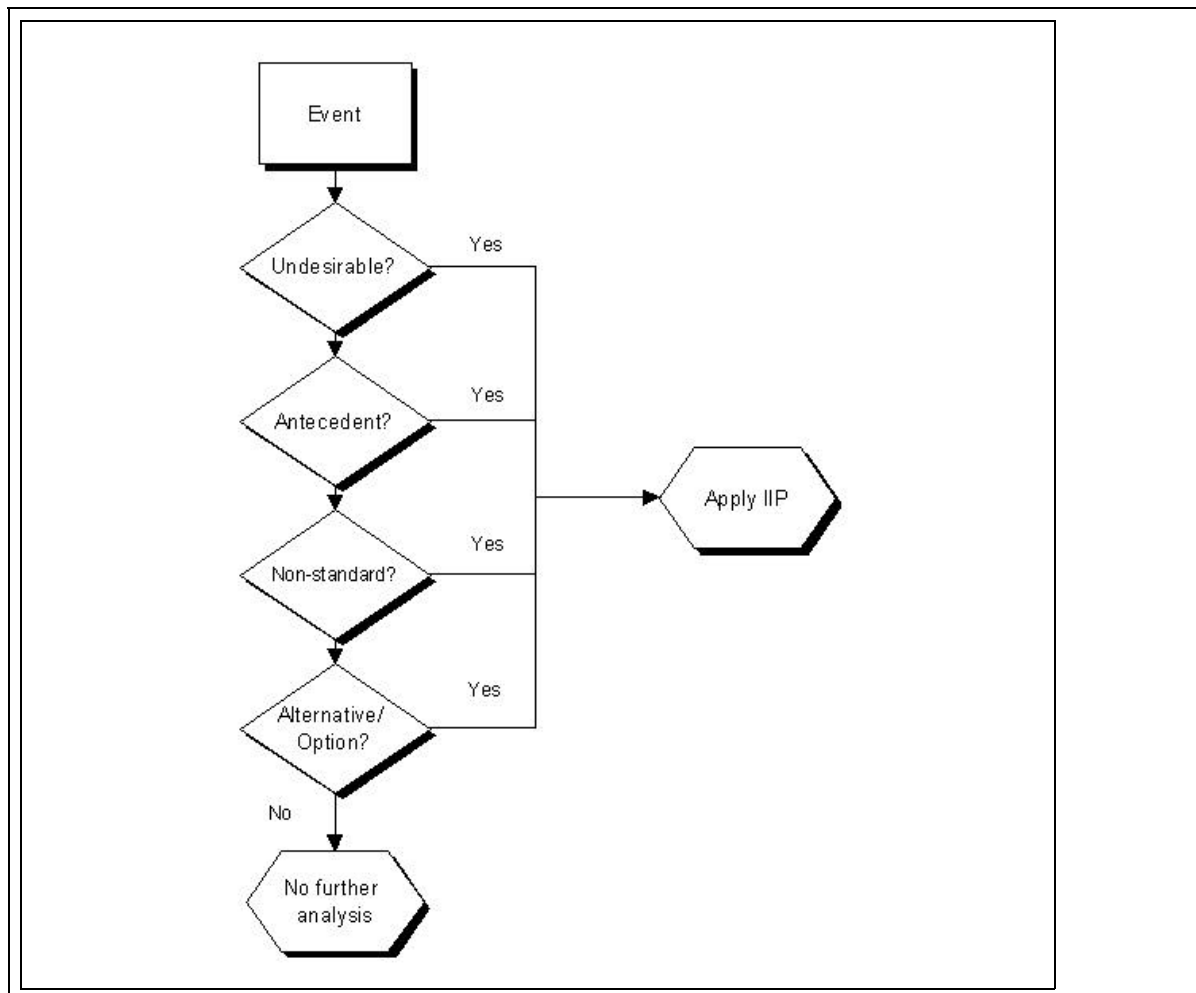 Event
Undesirable?
Yes
Antecedent?
Yes
Non-standard?
Yes
Alternative/
Option?
Yes
Apply IIP
No
No further
analysis